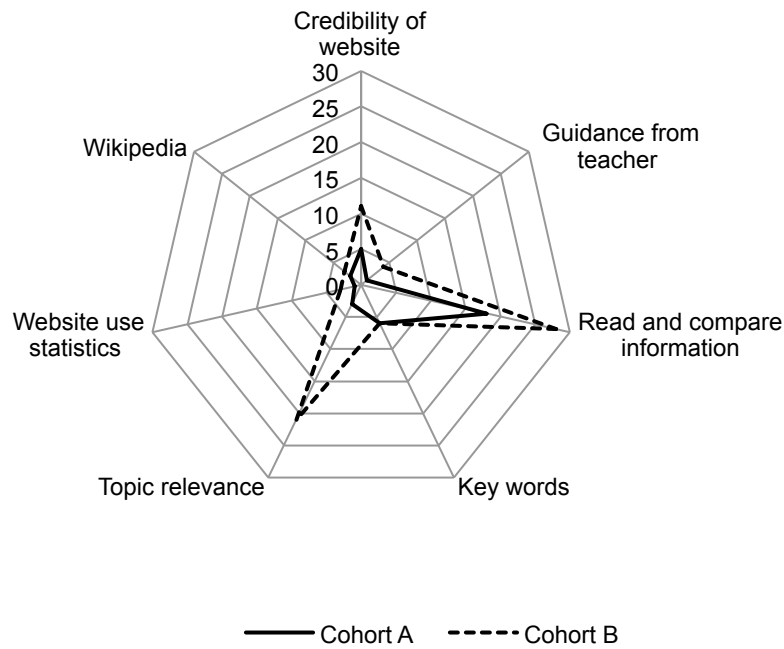 Credibility of
website
30
25
20
15
10
5
0
Guidance from
teacher
Read and compare
information
Key words
Topic relevance
Website use
statistics
Wikipedia
Cohort A
Cohort B